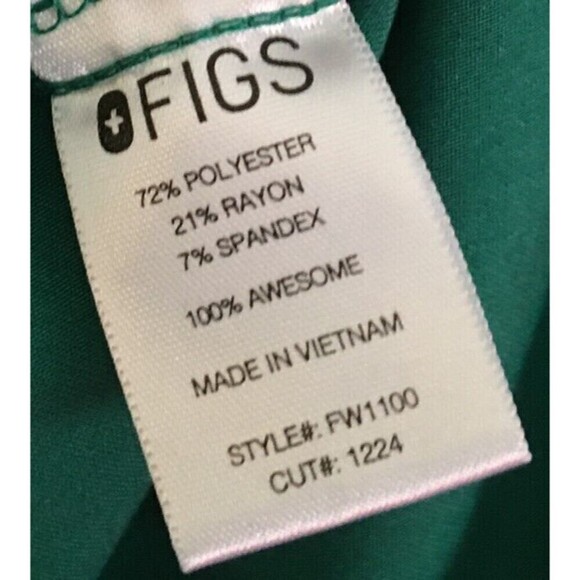 FIGS
72% POLYESTER
21% RAYON
7% SPANDEX
100% AWESOME
MADE IN VIETNAM
STYLE#: FW1100
CUT#: 1224